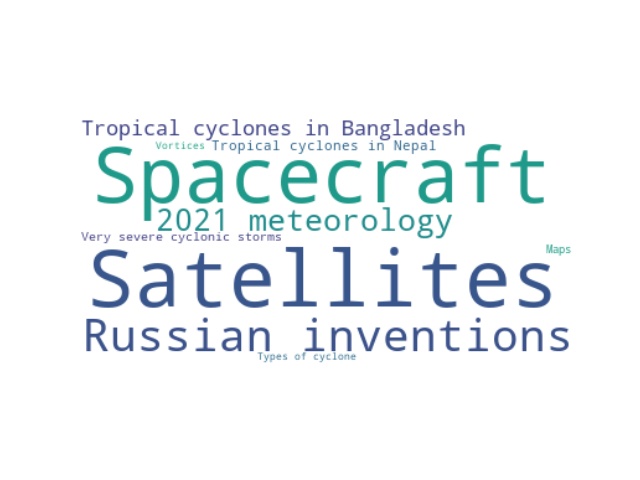 Tropical cyclones in Bangladesh
Vortices Tropical cyclones in Nepal
Spacecraft
2021 meteorology
Very severe cyclonic storms
Maps
Satellites
Russian inventions
Types of cyclone